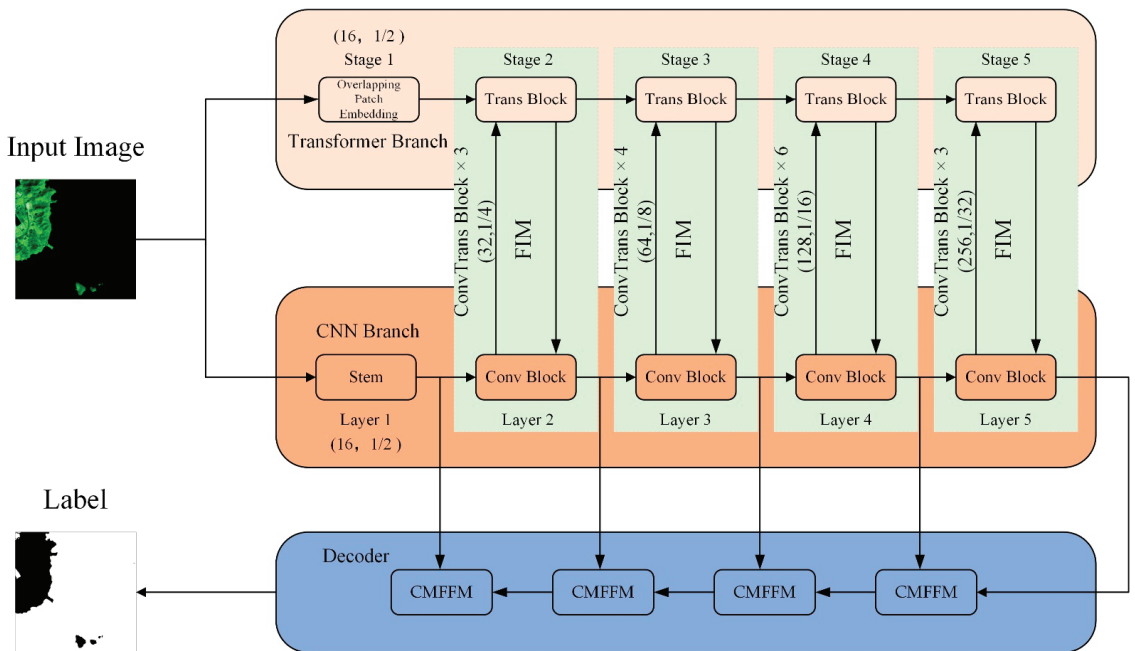 (16, 1/2 )
Stage 1
Stage 2
Stage 3
Stage 4
Stage 5
Overlapping
Patch
Embedding
Trans Block
Trans Block
Trans Block
Trans Block
Transformer Branch
Input Image
ConvTrans Block × 3
(32,1/4)
FIM
ConvTrans Block × 4
(64,1/8)
FIM
ConvTrans Block × 6
(128,1/16)
FIM
ConvTrans Block × 3
(256,1/32)
FIM
CNN Branch
Stem
Conv Block
Conv Block
Conv Block
Conv Block
Layer 1
Layer 2
Layer 3
Layer 4
Layer 5
(16, 1/2 )
Label
Decoder
CMFFM
CMFFM
CMFFM
CMFFM